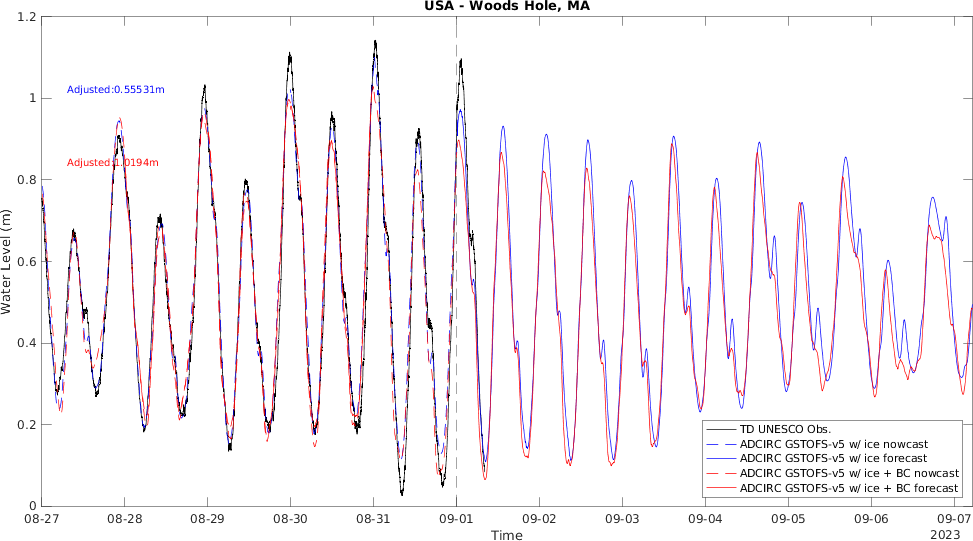 USA - Woods Hole, MA
Water Level (m)
1.2
1
0.8
0.6
0.4
0.2
0
Adjusted:0.55531m
Adjusted:1.0194m
TD UNESCO Obs.
ADCIRC GSTOFS-v5 w/ ice nowcast
ADCIRC GSTOFS-v5 w/ ice forecast
ADCIRC GSTOFS-v5 w/ ice + BC nowcast
ADCIRC GSTOFS-v5 w/ ice + BC forecast
08-27 08-28 08-29 08-30 08-31 09-01 09-02 09-03 09-04 09-05 09-06 09-07
Time
2023